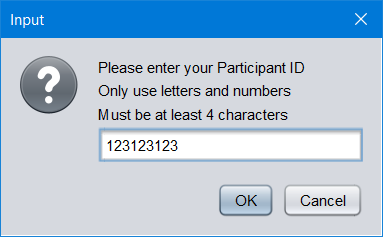 Input
Please enter your Participant ID
Only use letters and numbers
Must be at least 4 characters
123123123
OK Cancel